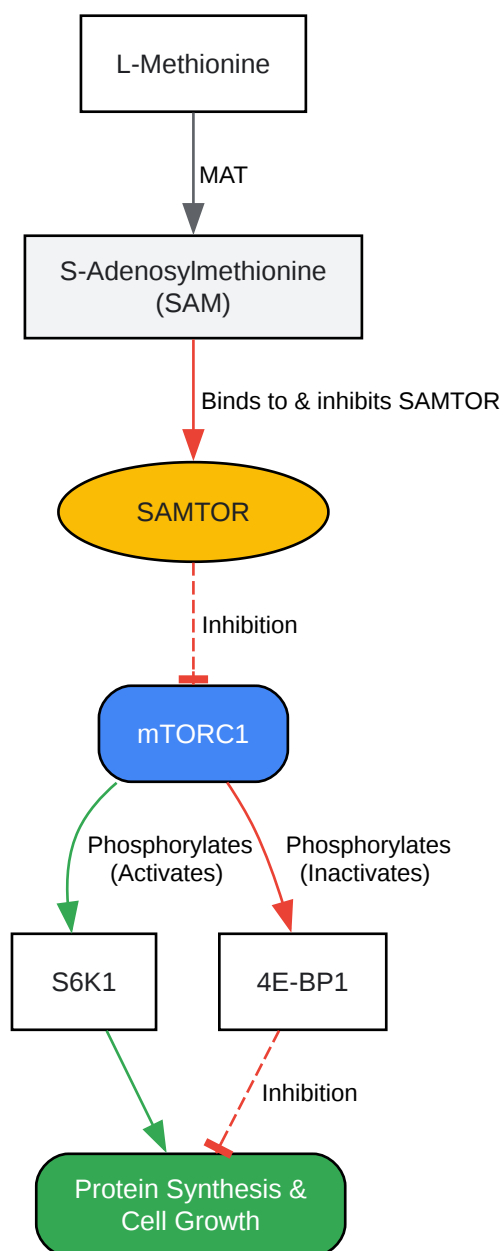 L-Methionine
MAT
S-Adenosylmethionine
(SAM)
Binds to & inhibits SAMTOR
SAMTOR
Inhibition
mTORC1
Phosphorylates
(Activates)
Phosphorylates
(Inactivates)
S6K1
4E-BP1
Inhibition
Protein Synthesis &
Cell Growth